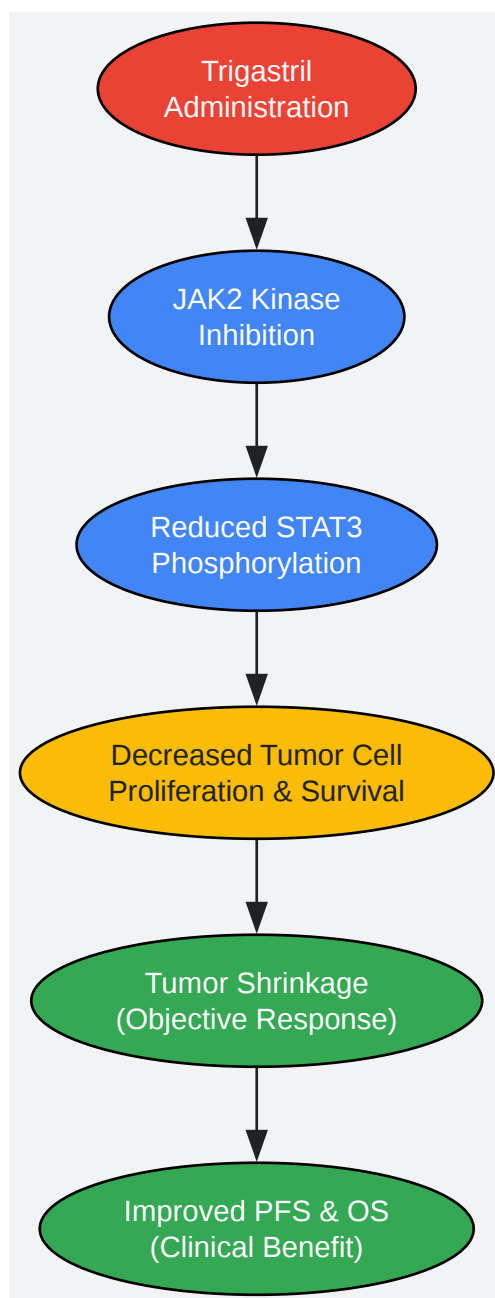 Trigastril
Administration
JAK2 Kinase
Inhibition
Reduced STAT3
Phosphorylation
Decreased Tumor Cell
Proliferation & Survival
Tumor Shrinkage
(Objective Response)
Improved PFS & OS
(Clinical Benefit)